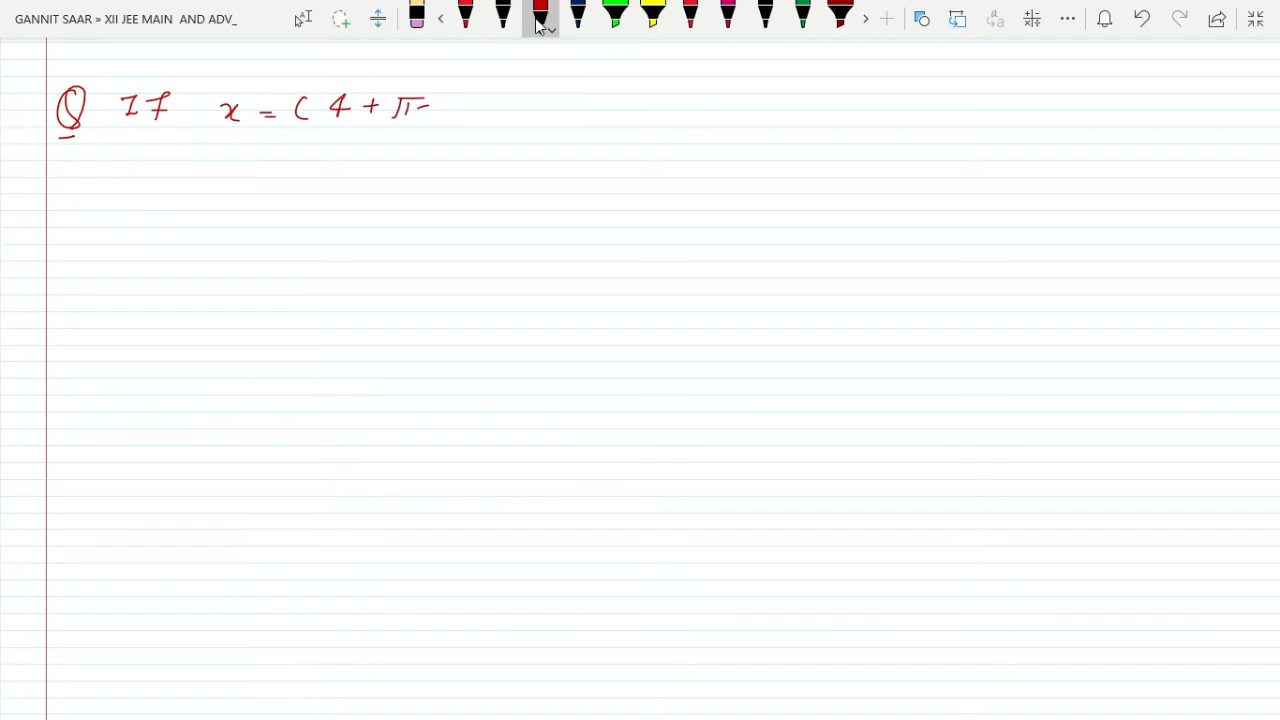 GANNIT SAAR » XII JEE MAIN AND ADV_
Q If x = ( 4 + π